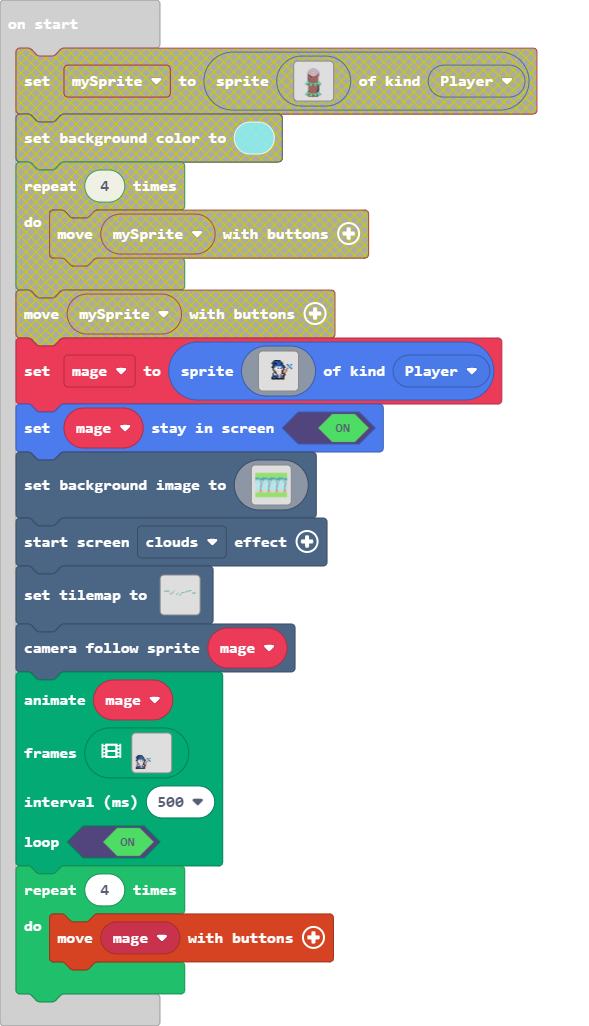 on start
set mySprite to sprite of kind Player
set background color to
repeat 4 times
do
move mySprite with buttons
move mySprite with buttons
set mage to sprite of kind Player
set mage stay in screen ON
set background image to
start screen clouds effect
set tilemap to
camera follow sprite mage
animate mage
frames
interval (ms) 500
loop ON
repeat 4 times
do
move mage with buttons